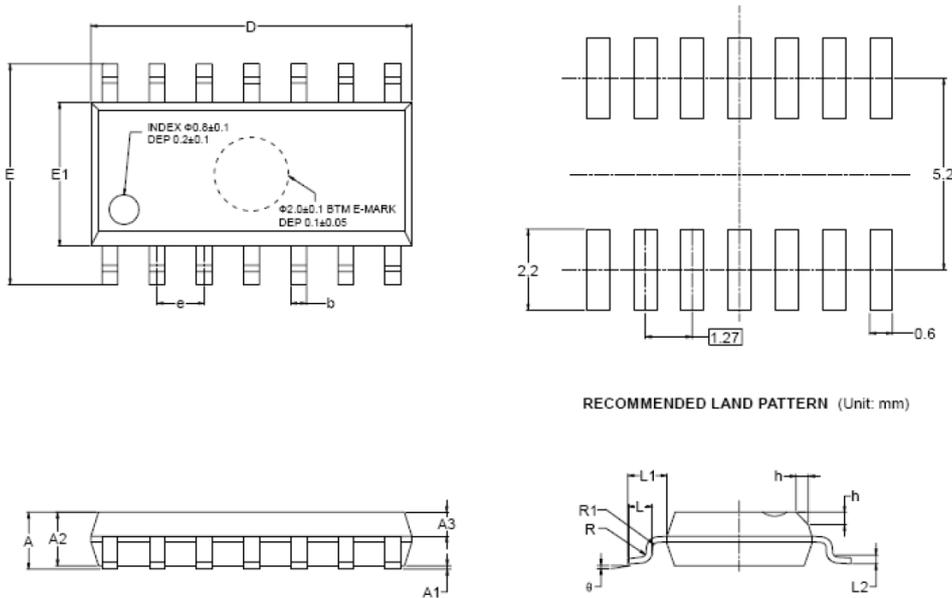 D
INDEX Φ0.8±0.1
DEP 0.2±0.1
E
E1
Φ2.0±0.1 BTM E-MARK
DEP 0.1±0.05
e
b
5.2
2.2
1.27
0.6
RECOMMENDED LAND PATTERN (Unit: mm)
A
A2
A3
A1
L1
L
R1
R
h
h
θ
L2